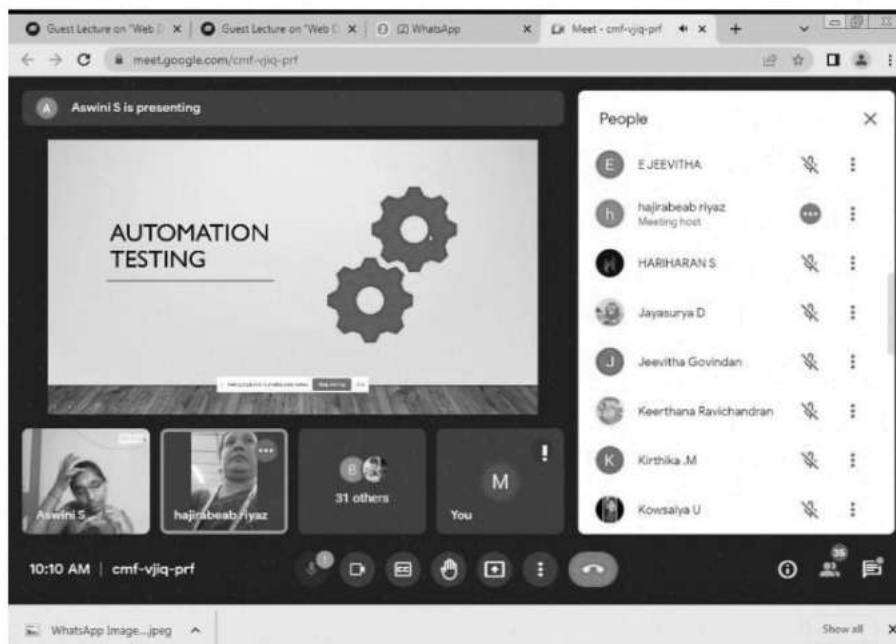 Guest Lecture on "Web D
Guest Lecture on "Web D
(2) WhatsApp
Meet - cmf-vjiq-prf
meet.google.com/cmf-vjiq-prf
A Aswini S is presenting
AUTOMATION
TESTING
People
E E JEEVITHA
h hajirabeab riyaz
Meeting host
HARIHARAN S
Jayasurya D
J Jeevitha Govindan
Keerthana Ravichandran
K Kirthika .M
Kowsalya U
Aswini S
hajirabeab riyaz
B
31 others
M
You
10:10 AM | cmf-vjiq-prf
35
WhatsApp Image....jpeg
Show all